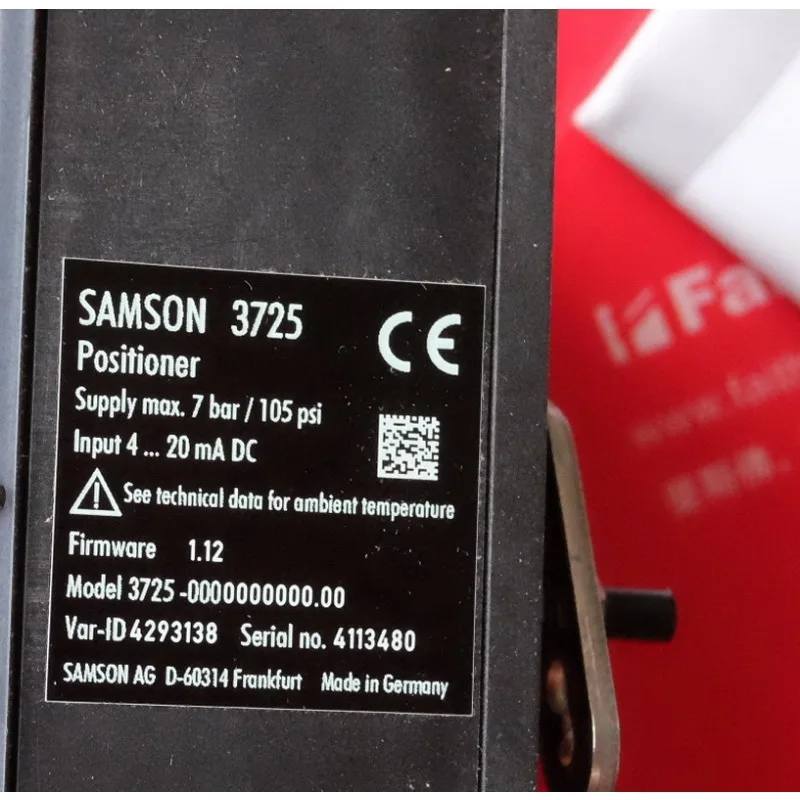 SAMSON 3725
Positioner
Supply max. 7 bar / 105 psi
Input 4 ... 20 mA DC
See technical data for ambient temperature
Firmware 1.12
Model 3725-0000000000.00
Var-ID 4293138 Serial no. 4113480
SAMSON AG D-60314 Frankfurt Made in Germany
CE
Fa
www.